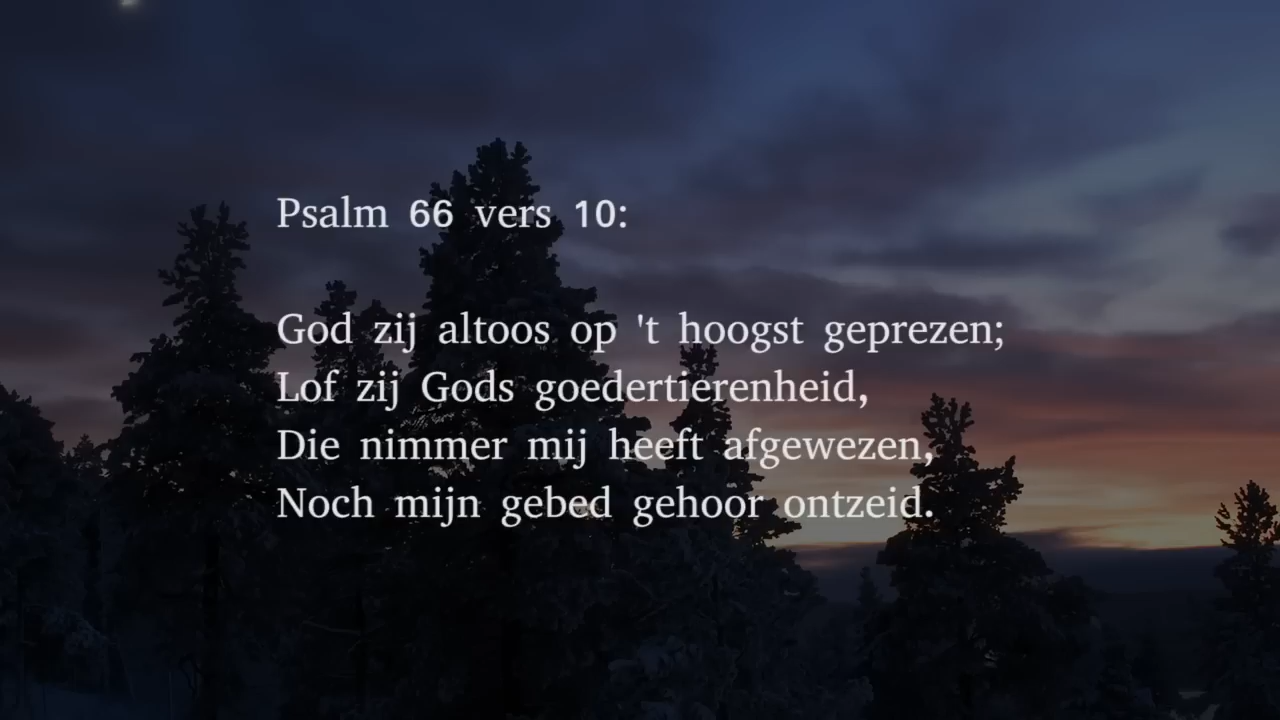 Psalm 66 vers 10:
God zij altoos op 't hoogst geprezen;
Lof zij Gods goedertierenheid,
Die nimmer mij heeft afgewezen,
Noch mijn gebed gehoor ontzeid.